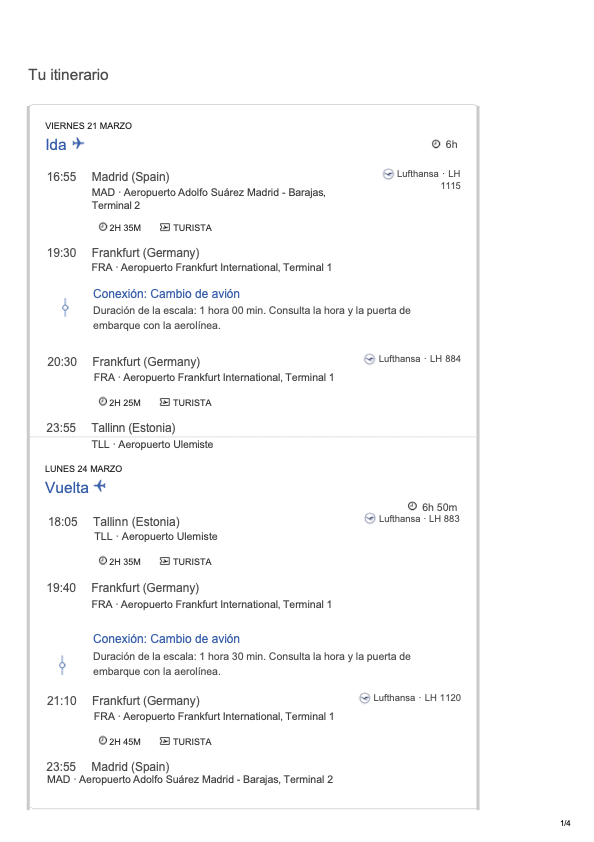 Tu itinerario
VIERNES 21 MARZO
Ida
6h
16:55 Madrid (Spain)
Lufthansa · LH
1115
MAD · Aeropuerto Adolfo Suárez Madrid - Barajas,
Terminal 2
2H 35M TURISTA
19:30 Frankfurt (Germany)
FRA · Aeropuerto Frankfurt International, Terminal 1
Conexión: Cambio de avión
Duración de la escala: 1 hora 00 min. Consulta la hora y la puerta de
embarque con la aerolínea.
20:30 Frankfurt (Germany)
Lufthansa · LH 884
FRA · Aeropuerto Frankfurt International, Terminal 1
2H 25M TURISTA
23:55 Tallinn (Estonia)
TLL · Aeropuerto Ulemiste
LUNES 24 MARZO
Vuelta
6h 50m
18:05 Tallinn (Estonia)
Lufthansa · LH 883
TLL · Aeropuerto Ulemiste
2H 35M TURISTA
19:40 Frankfurt (Germany)
FRA · Aeropuerto Frankfurt International, Terminal 1
Conexión: Cambio de avión
Duración de la escala: 1 hora 30 min. Consulta la hora y la puerta de
embarque con la aerolínea.
21:10 Frankfurt (Germany)
Lufthansa · LH 1120
FRA · Aeropuerto Frankfurt International, Terminal 1
2H 45M TURISTA
23:55 Madrid (Spain)
MAD · Aeropuerto Adolfo Suárez Madrid - Barajas, Terminal 2
1/4